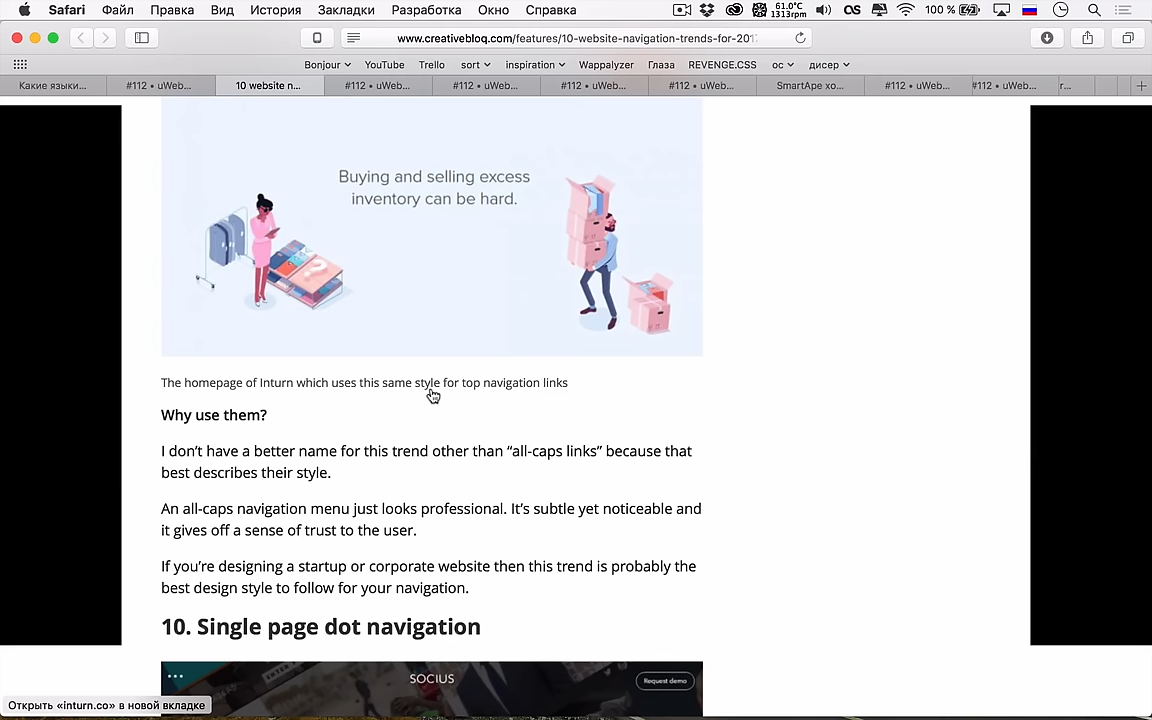 Safari Файл Правка Вид История Закладки Разработка Окно Справка 61.0°C 1313rpm 100 %
www.creativebloq.com/features/10-website-navigation-trends-for-201
Bonjour YouTube Trello sort inspiration Wappalyzer Глаза REVENGE.CSS ос дисер
Какие языки... #112 • uWeb... 10 website n... #112 • uWeb... #112 • uWeb... #112 • uWeb... #112 • uWeb... SmartApe хо... #112 • uWeb... #112 • uWeb... r...
Buying and selling excess
inventory can be hard.
The homepage of Inturn which uses this same style for top navigation links
Why use them?
I don’t have a better name for this trend other than “all-caps links” because that
best describes their style.
An all-caps navigation menu just looks professional. It’s subtle yet noticeable and
it gives off a sense of trust to the user.
If you’re designing a startup or corporate website then this trend is probably the
best design style to follow for your navigation.
10. Single page dot navigation
ENTER
SOCIUS Request demo
Открыть «inturn.co» в новой вкладке